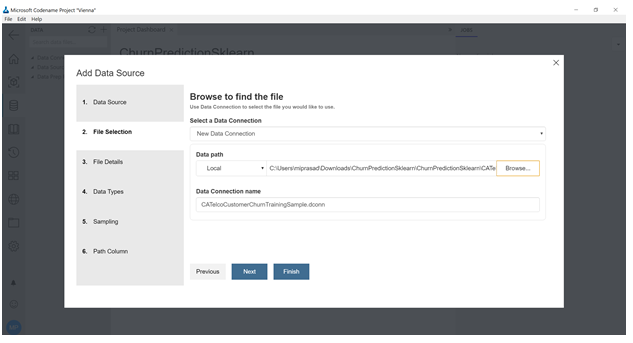 Microsoft Codename Project "Vienna"
File Edit Help
DATA
Project Dashboard
ChurnPredictionSklearn
Add Data Source
1. Data Source
2. File Selection
3. File Details
4. Data Types
5. Sampling
6. Path Column
Browse to find the file
Use Data Connection to select the file you would like to use.
Select a Data Connection
New Data Connection
Data path
Local C:\Users\miprasad\Downloads\ChurnPredictionSklearn\ChurnPredictionSklearn\CATe Browse...
Data Connection name
CATelcoCustomerChurnTrainingSample.dconn
Previous Next Finish